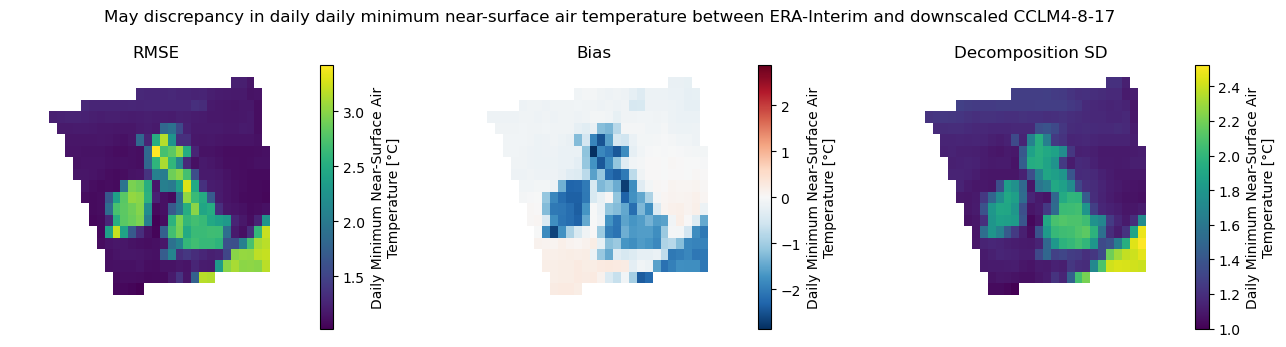 May discrepancy in daily daily minimum near-surface air temperature between ERA-Interim and downscaled CCLM4-8-17
RMSE
3.0
2.5
2.0
1.5
Daily Minimum Near-Surface Air
Temperature [°C]
Bias
2
1
0
−1
−2
Daily Minimum Near-Surface Air
Temperature [°C]
Decomposition SD
2.4
2.2
2.0
1.8
1.6
1.4
1.2
1.0
Daily Minimum Near-Surface Air
Temperature [°C]